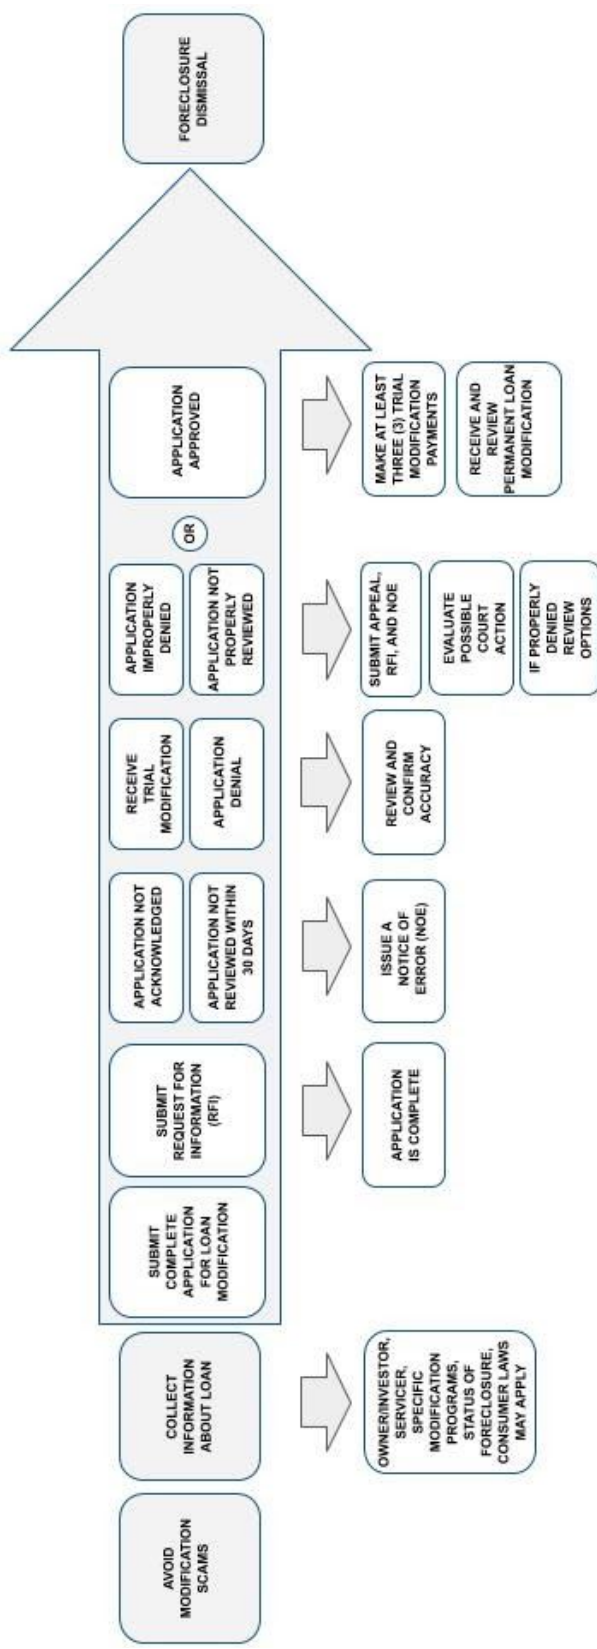 AVOID
MODIFICATION
SCAMS
COLLECT
INFORMATION
ABOUT LOAN
OWNER/INVESTOR,
SERVICER,
SPECIFIC
MODIFICATION
PROGRAMS,
STATUS OF
FORECLOSURE,
CONSUMER LAWS
MAY APPLY
SUBMIT
COMPLETE
APPLICATION
FOR LOAN
MODIFICATION
SUBMIT
REQUEST FOR
INFORMATION
(RFI)
APPLICATION
IS COMPLETE
APPLICATION NOT
ACKNOWLEDGED
APPLICATION NOT
REVIEWED WITHIN
30 DAYS
ISSUE A
NOTICE OF
ERROR (NOE)
RECEIVE
TRIAL
MODIFICATION
APPLICATION
DENIAL
REVIEW AND
CONFIRM
ACCURACY
APPLICATION
IMPROPERLY
DENIED
APPLICATION NOT
PROPERLY
REVIEWED
SUBMIT APPEAL,
RFI, AND NOE
EVALUATE
POSSIBLE
COURT
ACTION
IF PROPERLY
DENIED
REVIEW
OPTIONS
OR
APPLICATION
APPROVED
MAKE AT LEAST
THREE (3) TRIAL
MODIFICATION
PAYMENTS
RECEIVE AND
REVIEW
PERMANENT LOAN
MODIFICATION
FORECLOSURE
DISMISSAL